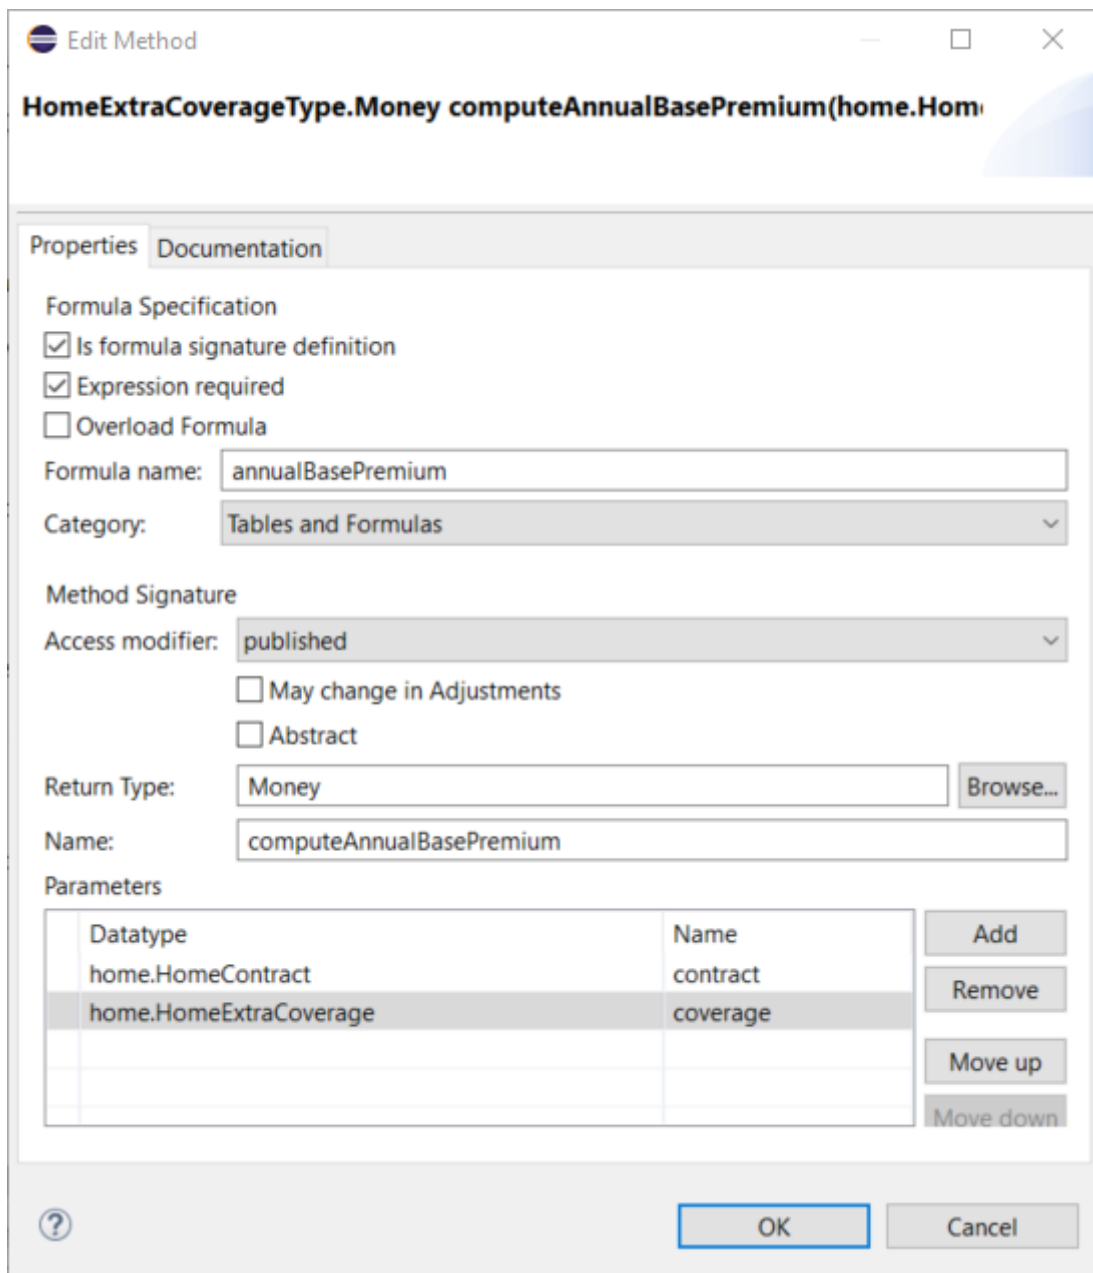 Edit Method
HomeExtraCoverageType.Money computeAnnualBasePremium(home.Hom
Properties Documentation
Formula Specification
Is formula signature definition
Expression required
Overload Formula
Formula name: annualBasePremium
Category: Tables and Formulas
Method Signature
Access modifier: published
May change in Adjustments
Abstract
Return Type: Money Browse...
Name: computeAnnualBasePremium
Parameters
Datatype Name Add
home.HomeContract contract
Remove
home.HomeExtraCoverage coverage
Move up
Move down
? OK Cancel